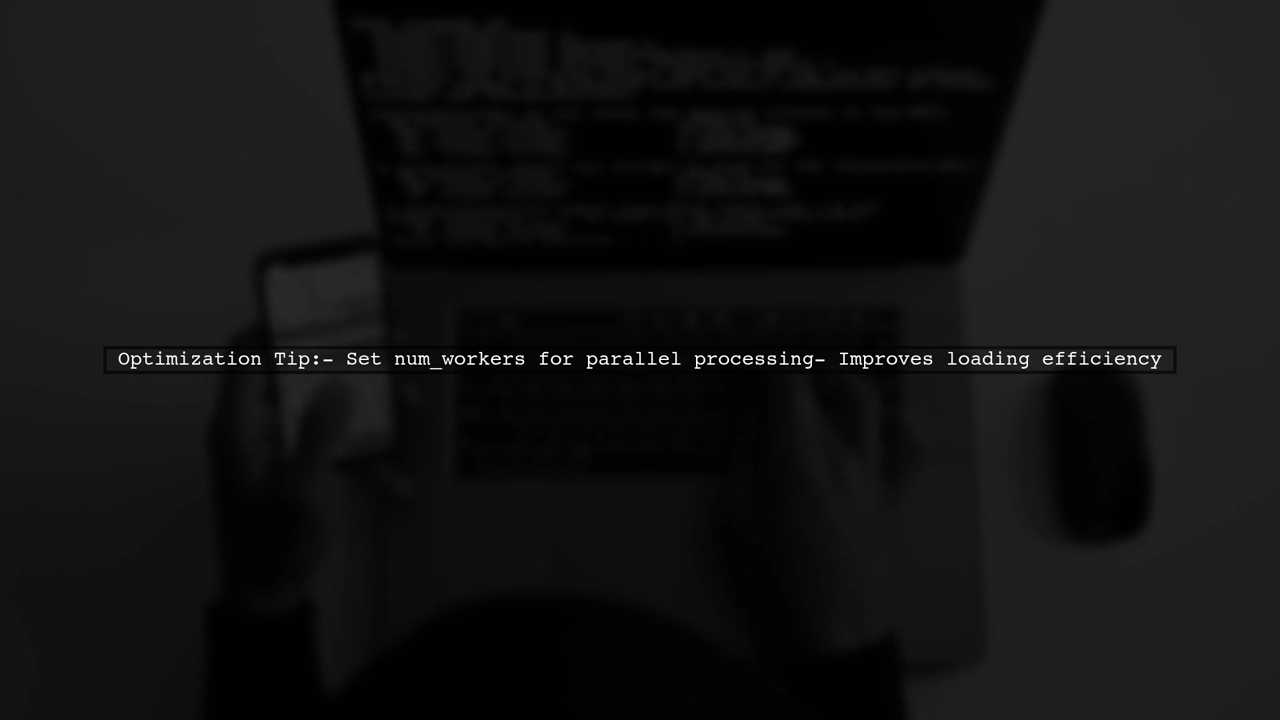 Optimization Tip:- Set num_workers for parallel processing- Improves loading efficiency